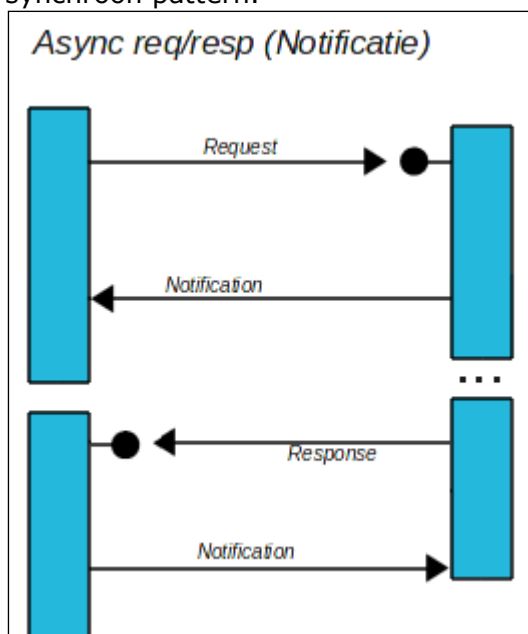 synchroon pattern.
Async req/resp (Notificatie)
Request
Notification
...
Response
Notification